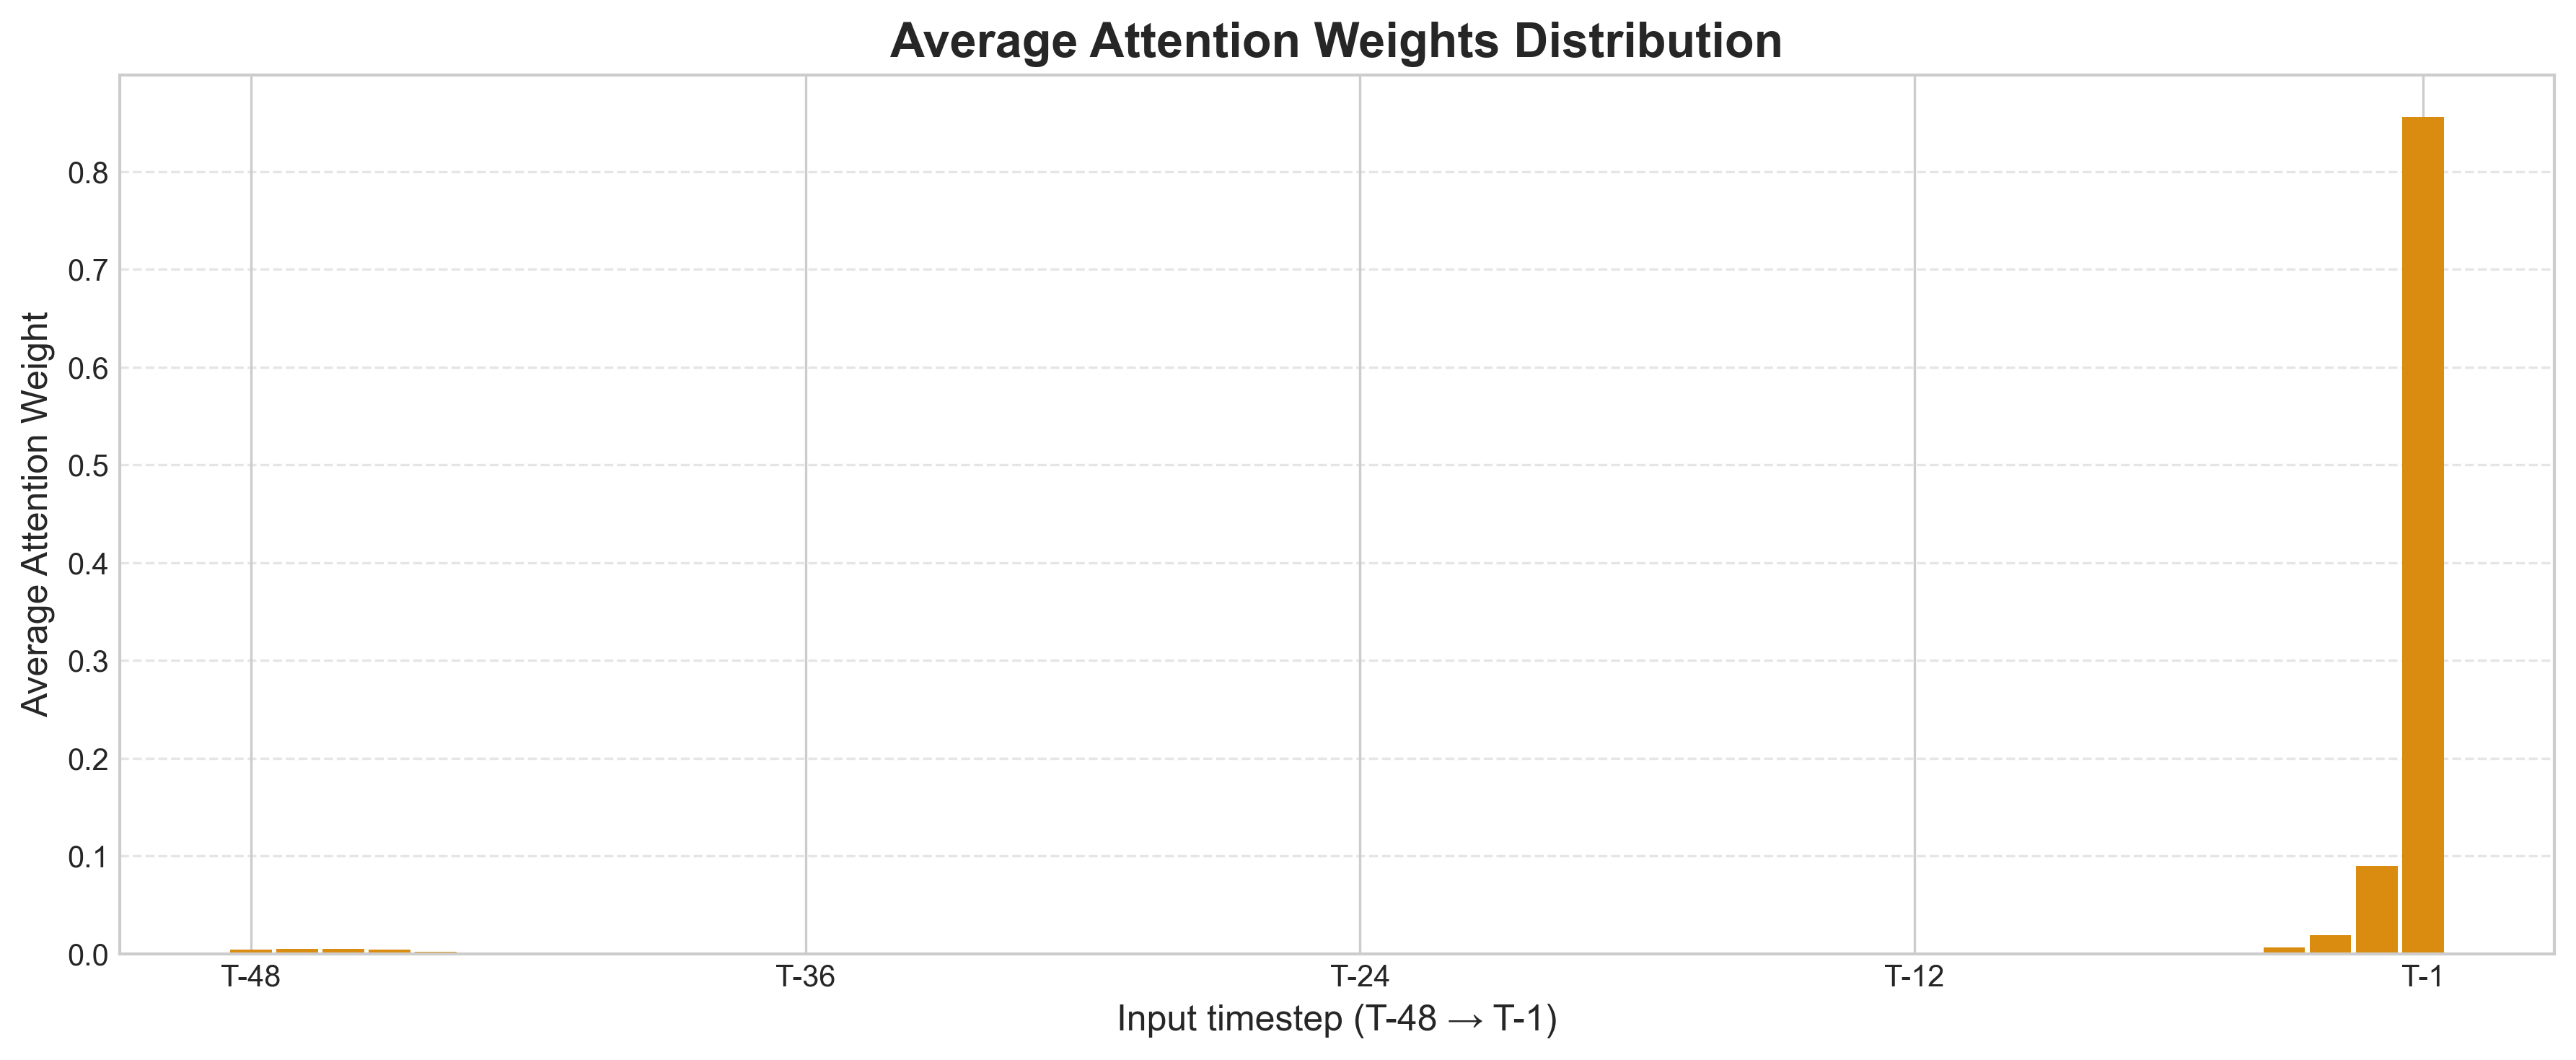 Average Attention Weights Distribution
Average Attention Weight
0.8
0.7
0.6
0.5
0.4
0.3
0.2
0.1
0.0
T-48
T-36
T-24
T-12
T-1
Input timestep (T-48 → T-1)